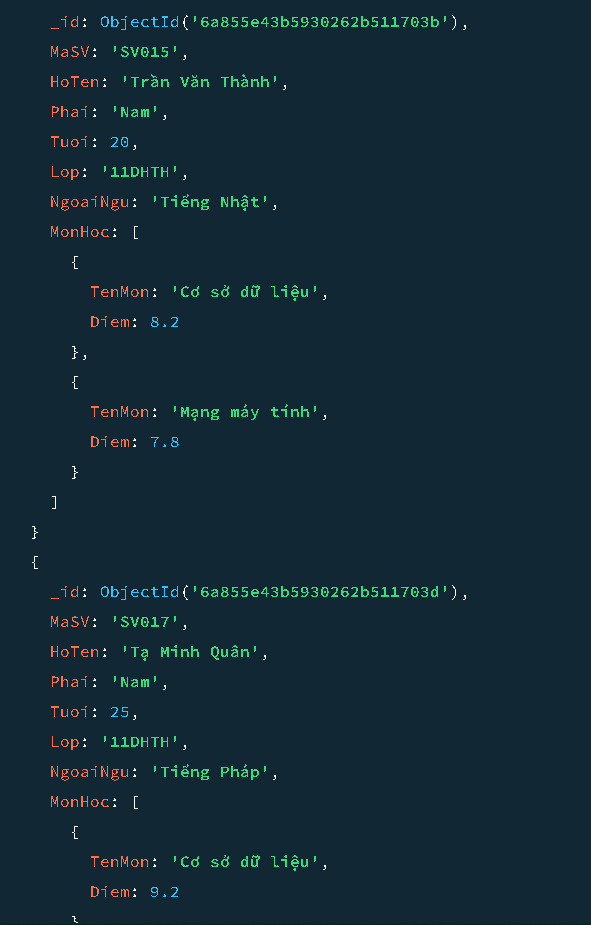 _id: ObjectId('6a855e43b5930262b511703b'),
MaSV: 'SV015',
HoTen: 'Trần Văn Thành',
Phai: 'Nam',
Tuoi: 20,
Lop: '11DHTH',
NgoaiNgu: 'Tiếng Nhật',
MonHoc: [
{
TenMon: 'Cơ sở dữ liệu',
Diem: 8.2
},
{
TenMon: 'Mạng máy tính',
Diem: 7.8
}
]
}
{
_id: ObjectId('6a855e43b5930262b511703d'),
MaSV: 'SV017',
HoTen: 'Tạ Minh Quân',
Phai: 'Nam',
Tuoi: 25,
Lop: '11DHTH',
NgoaiNgu: 'Tiếng Pháp',
MonHoc: [
{
TenMon: 'Cơ sở dữ liệu',
Diem: 9.2
}